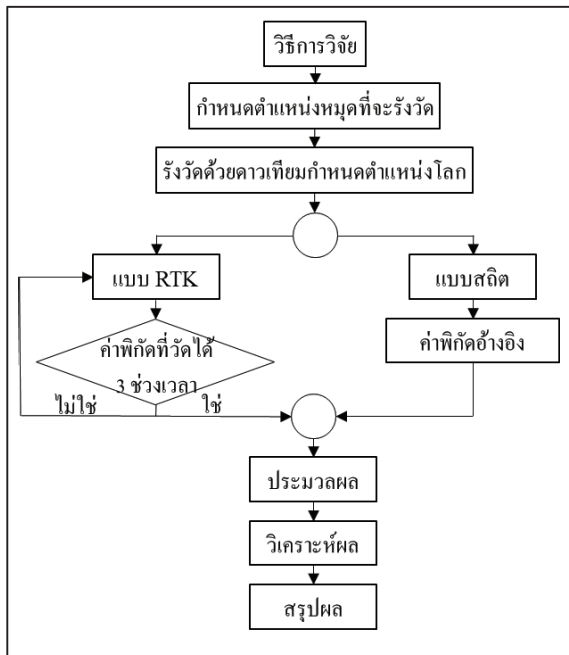 วิธีการวิจัย
กำหนดตำแหน่งหมุดที่จะรังวัด
รังวัดด้วยดาวเทียมกำหนดตำแหน่งโลก
แบบ RTK
แบบสถิต
ค่าพิกัดที่วัดได้
3 ช่วงเวลา
ค่าพิกัดอ้างอิง
ไม่ใช่
ใช่
ประมวลผล
วิเคราะห์ผล
สรุปผล